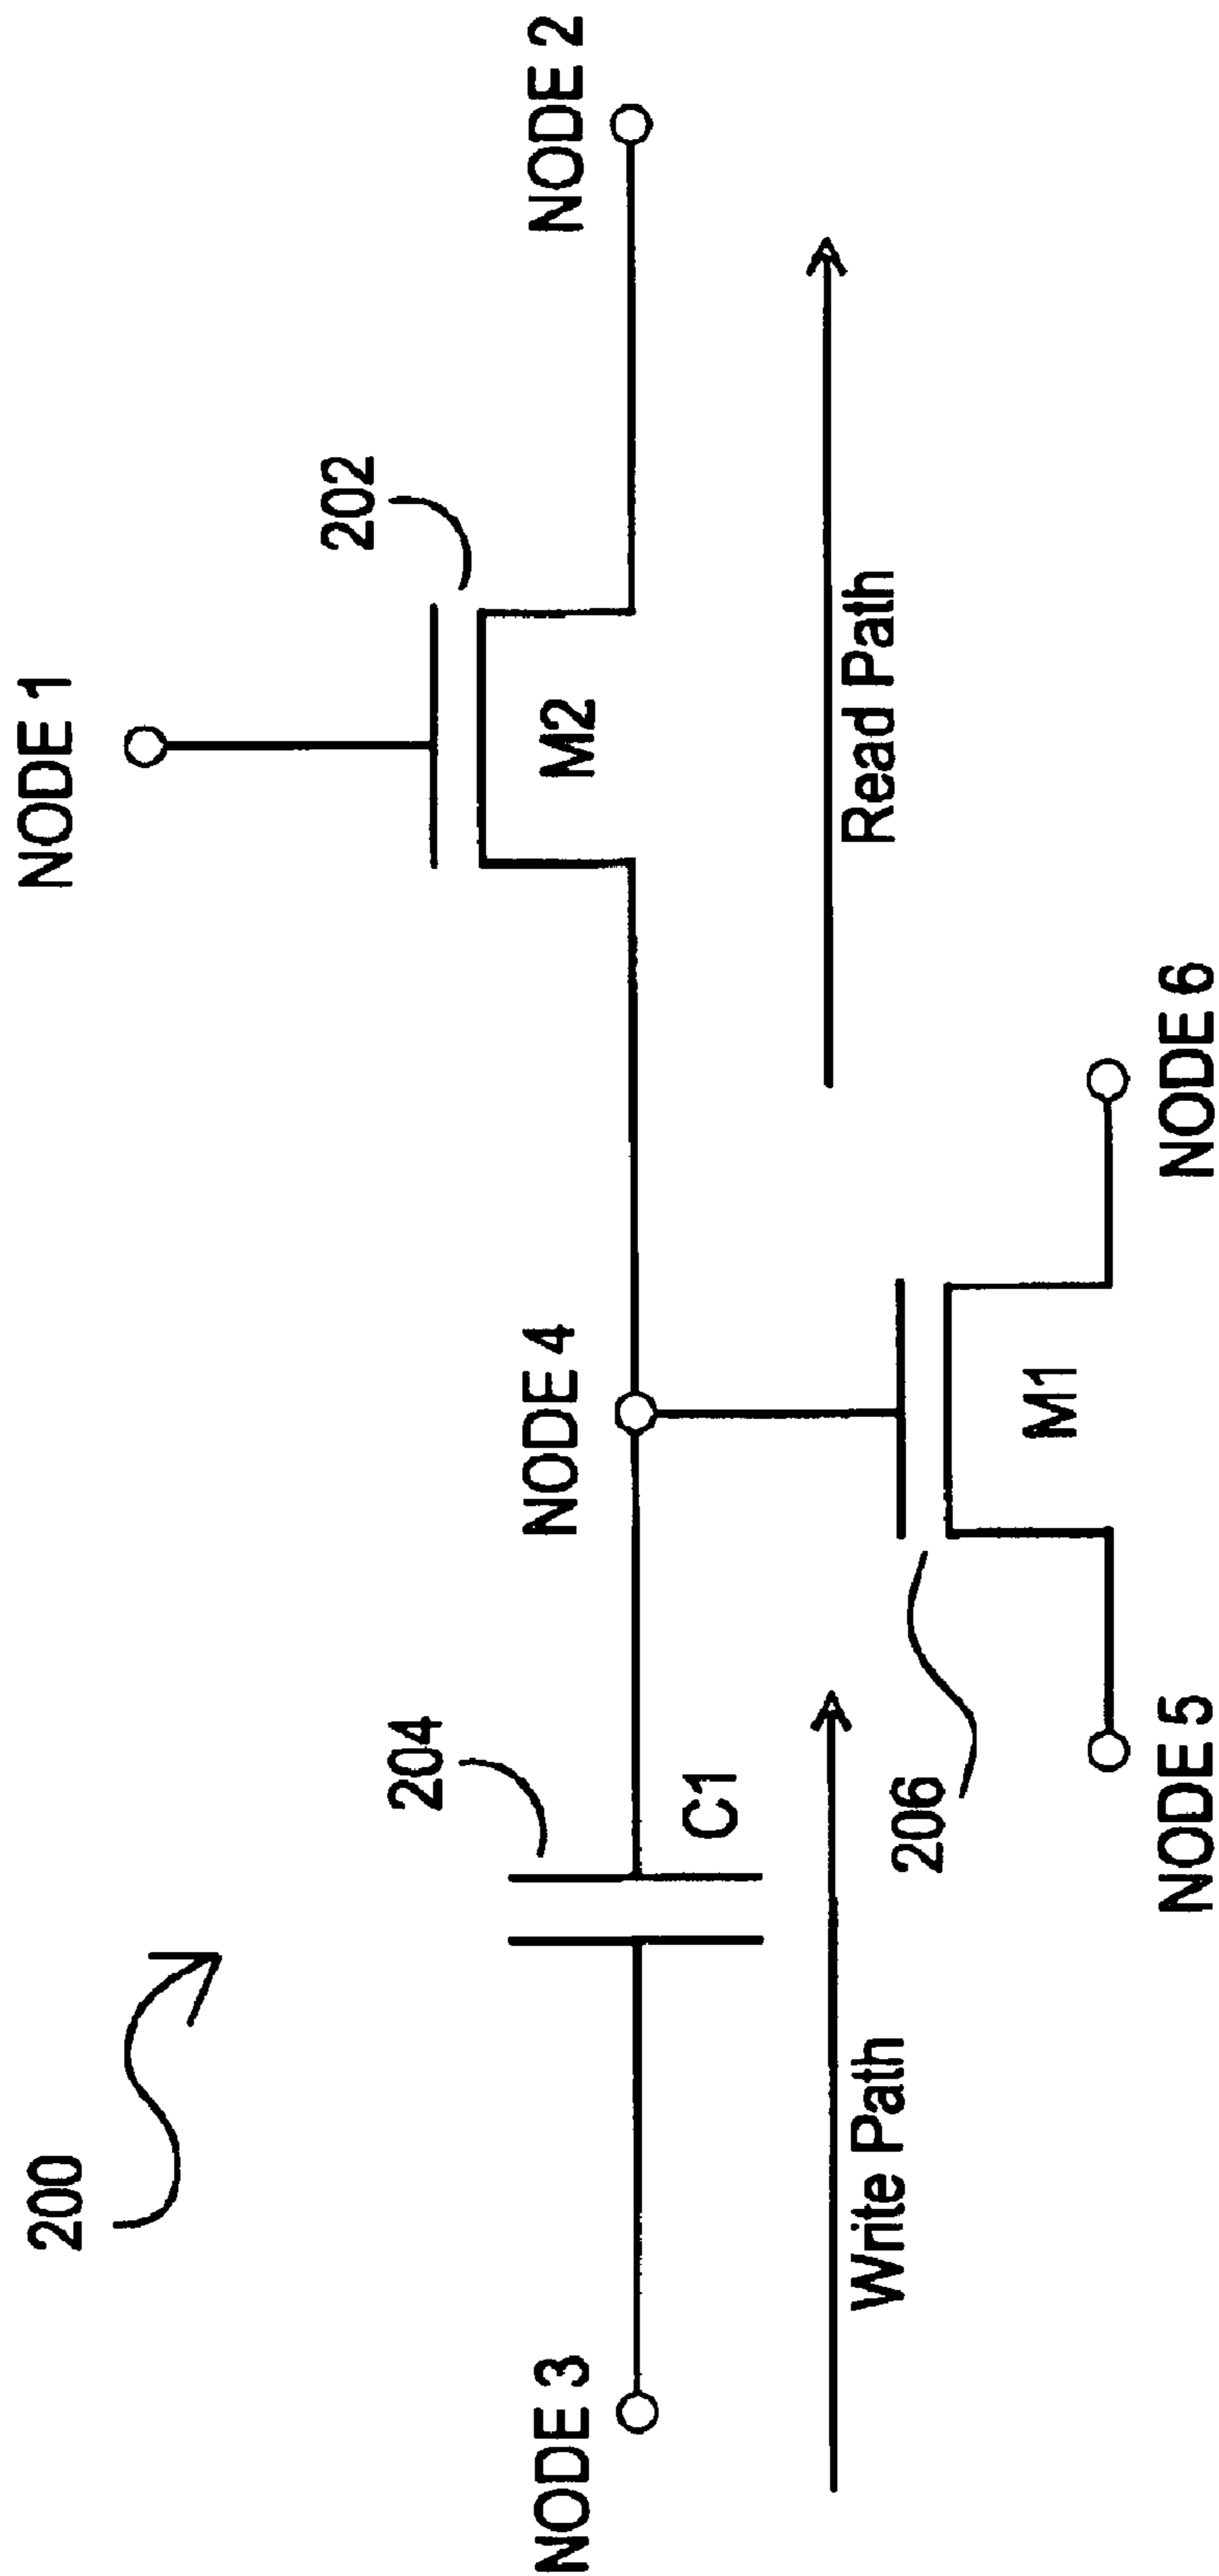 200
NODE 1
202
NODE 3
204
NODE 4
M2
NODE 2
C1
Write Path
Read Path
206
M1
NODE 5
NODE 6